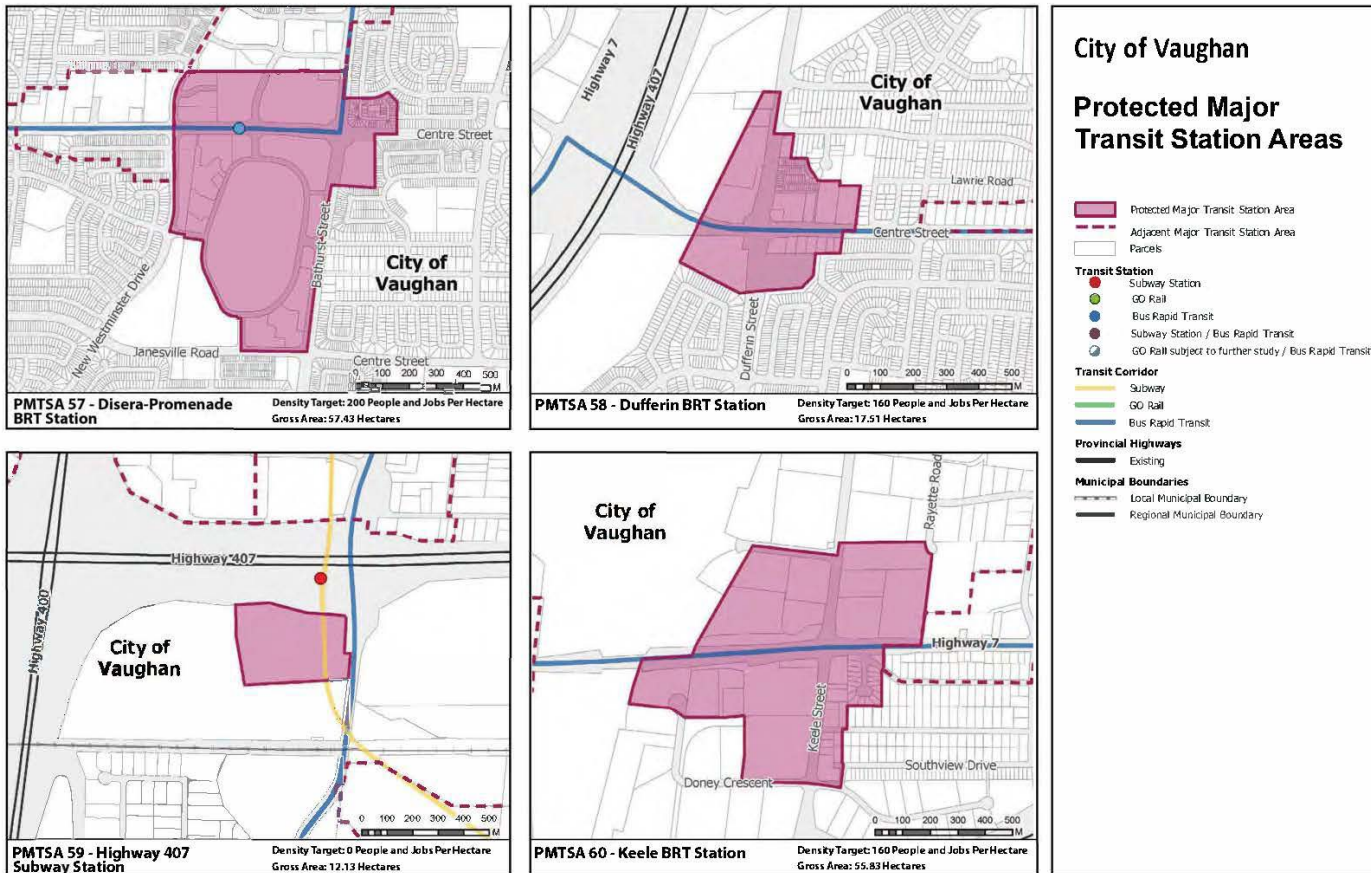 Highway 7
Highway 407
City of
Vaughan
Centre Street
Lawrie Road
Centre Street
Bathurst Street
City of
Vaughan
New Westminster Drive
Janesville Road
Centre Street
Dufferin Street
0 100 200 300 400 500
M
PMTSA 57 - Disera-Promenade
BRT Station
Density Target: 200 People and Jobs Per Hectare
Gross Area: 57.43 Hectares
0 100 200 300 400 500
M
PMTSA 58 - Dufferin BRT Station
Density Target: 160 People and Jobs Per Hectare
Gross Area: 17.51 Hectares
Highway 407
Highway 400
City of
Vaughan
0 100 200 300 400 500
M
PMTSA 59 - Highway 407
Subway Station
Density Target: 0 People and Jobs Per Hectare
Gross Area: 12.13 Hectares
City of
Vaughan
Rayette Road
Highway 7
Keele Street
Southview Drive
Doney Crescent
0 100 200 300 400 500
M
PMTSA 60 - Keele BRT Station
Density Target: 160 People and Jobs Per Hectare
Gross Area: 55.83 Hectares
City of Vaughan
Protected Major
Transit Station Areas
Protected Major Transit Station Area
Adjacent Major Transit Station Area
Parcels
Transit Station
Subway Station
GO Rail
Bus Rapid Transit
Subway Station / Bus Rapid Transit
GO Rail subject to further study / Bus Rapid Transit
Transit Corridor
Subway
GO Rail
Bus Rapid Transit
Provincial Highways
Existing
Municipal Boundaries
Local Municipal Boundary
Regional Municipal Boundary